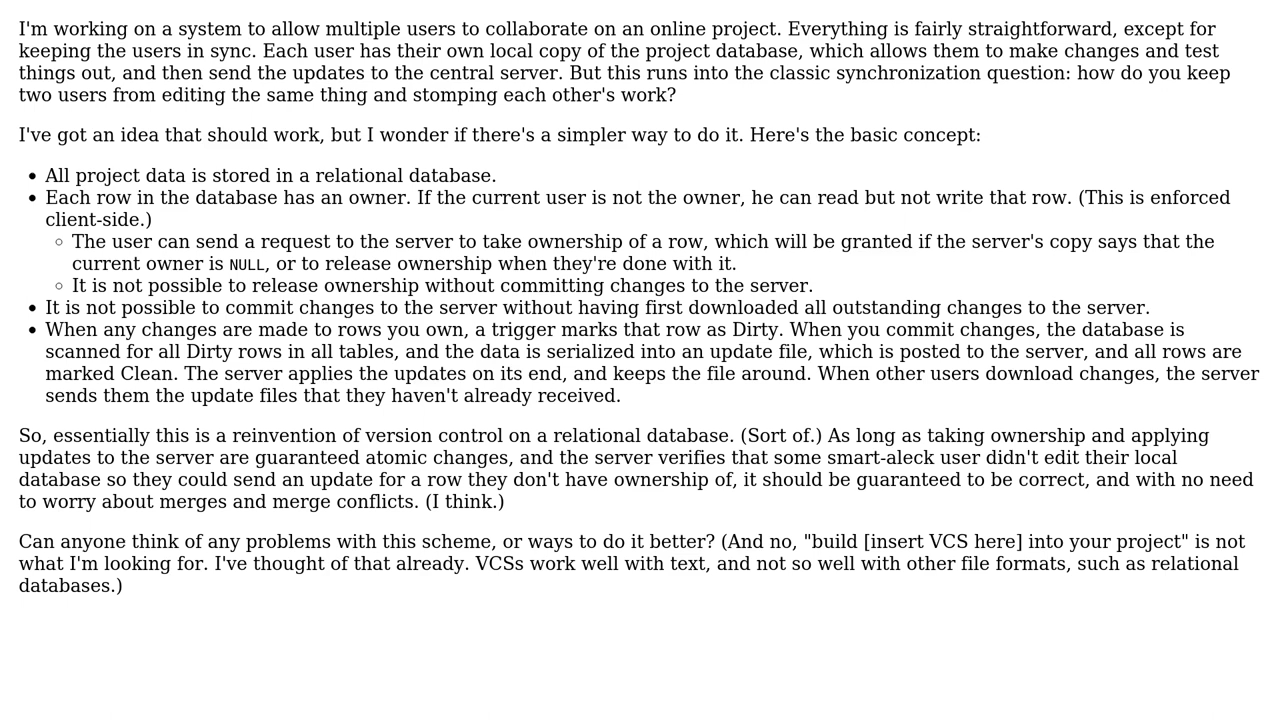 I'm working on a system to allow multiple users to collaborate on an online project. Everything is fairly straightforward, except for
keeping the users in sync. Each user has their own local copy of the project database, which allows them to make changes and test
things out, and then send the updates to the central server. But this runs into the classic synchronization question: how do you keep
two users from editing the same thing and stomping each other's work?
I've got an idea that should work, but I wonder if there's a simpler way to do it. Here's the basic concept:
• All project data is stored in a relational database.
• Each row in the database has an owner. If the current user is not the owner, he can read but not write that row. (This is enforced
client-side.)
◦ The user can send a request to the server to take ownership of a row, which will be granted if the server's copy says that the
current owner is NULL, or to release ownership when they're done with it.
◦ It is not possible to release ownership without committing changes to the server.
• It is not possible to commit changes to the server without having first downloaded all outstanding changes to the server.
• When any changes are made to rows you own, a trigger marks that row as Dirty. When you commit changes, the database is
scanned for all Dirty rows in all tables, and the data is serialized into an update file, which is posted to the server, and all rows are
marked Clean. The server applies the updates on its end, and keeps the file around. When other users download changes, the server
sends them the update files that they haven't already received.
So, essentially this is a reinvention of version control on a relational database. (Sort of.) As long as taking ownership and applying
updates to the server are guaranteed atomic changes, and the server verifies that some smart-aleck user didn't edit their local
database so they could send an update for a row they don't have ownership of, it should be guaranteed to be correct, and with no need
to worry about merges and merge conflicts. (I think.)
Can anyone think of any problems with this scheme, or ways to do it better? (And no, "build [insert VCS here] into your project" is not
what I'm looking for. I've thought of that already. VCSs work well with text, and not so well with other file formats, such as relational
databases.)